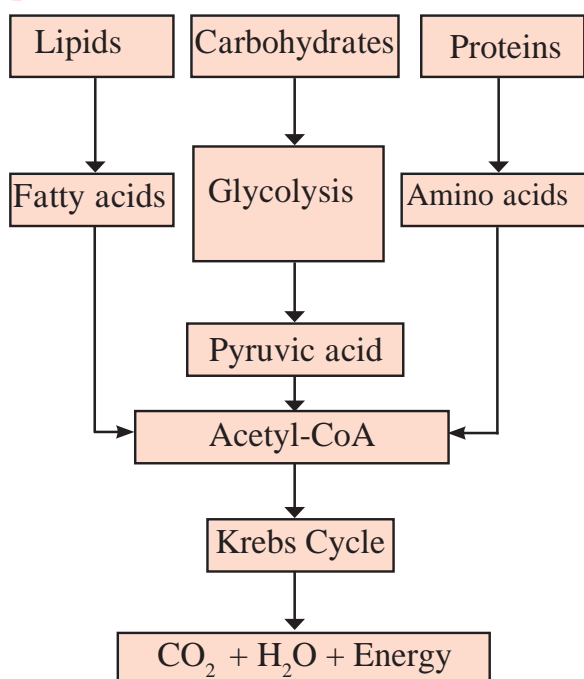 Lipids
Carbohydrates
Proteins
Fatty acids
Glycolysis
Amino acids
Pyruvic acid
Acetyl-CoA
Krebs Cycle
CO₂ + H₂O + Energy